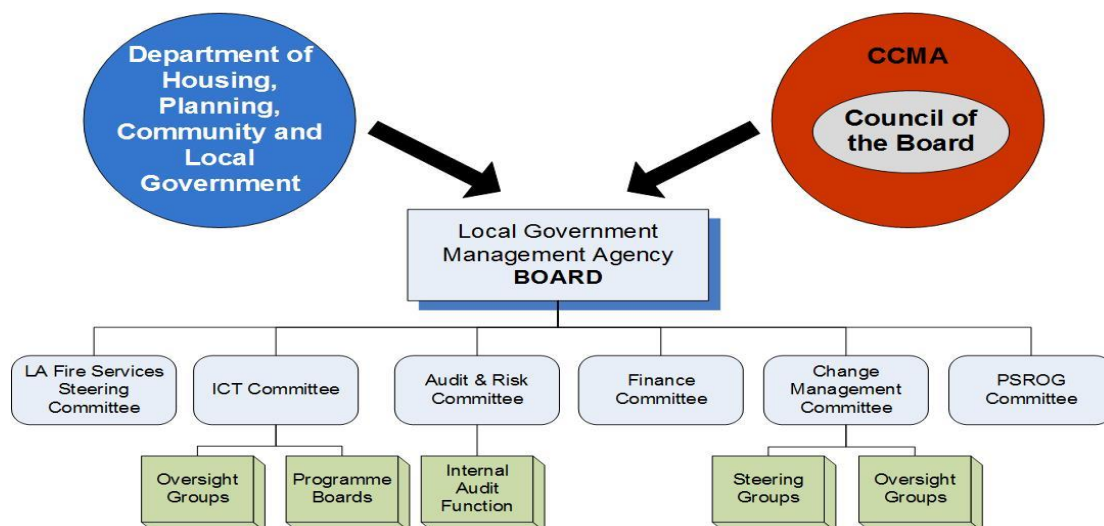 Department of
Housing,
Planning,
Community and
Local
Government
CCMA
Council of
the Board
Local Government
Management Agency
BOARD
LA Fire Services
Steering
Committee
ICT Committee
Audit & Risk
Committee
Finance
Committee
Change
Management
Committee
PSROG
Committee
Oversight
Groups
Programme
Boards
Internal
Audit
Function
Steering
Groups
Oversight
Groups